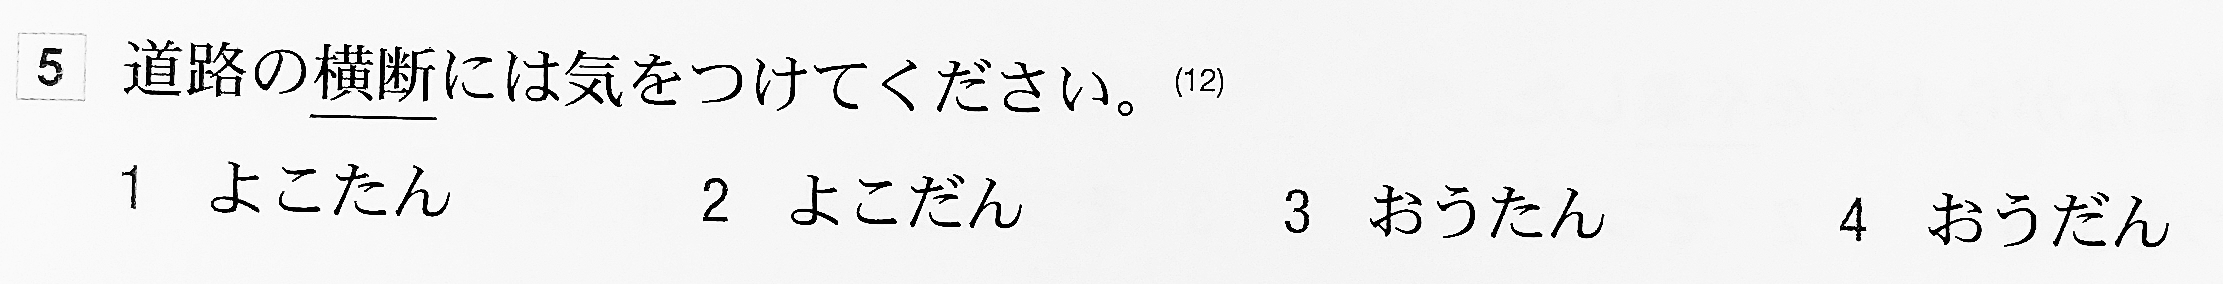 5 道路の横断には気をつけてください。(12)
1 よこたん 2 よこだん 3 おうたん 4 おうだん